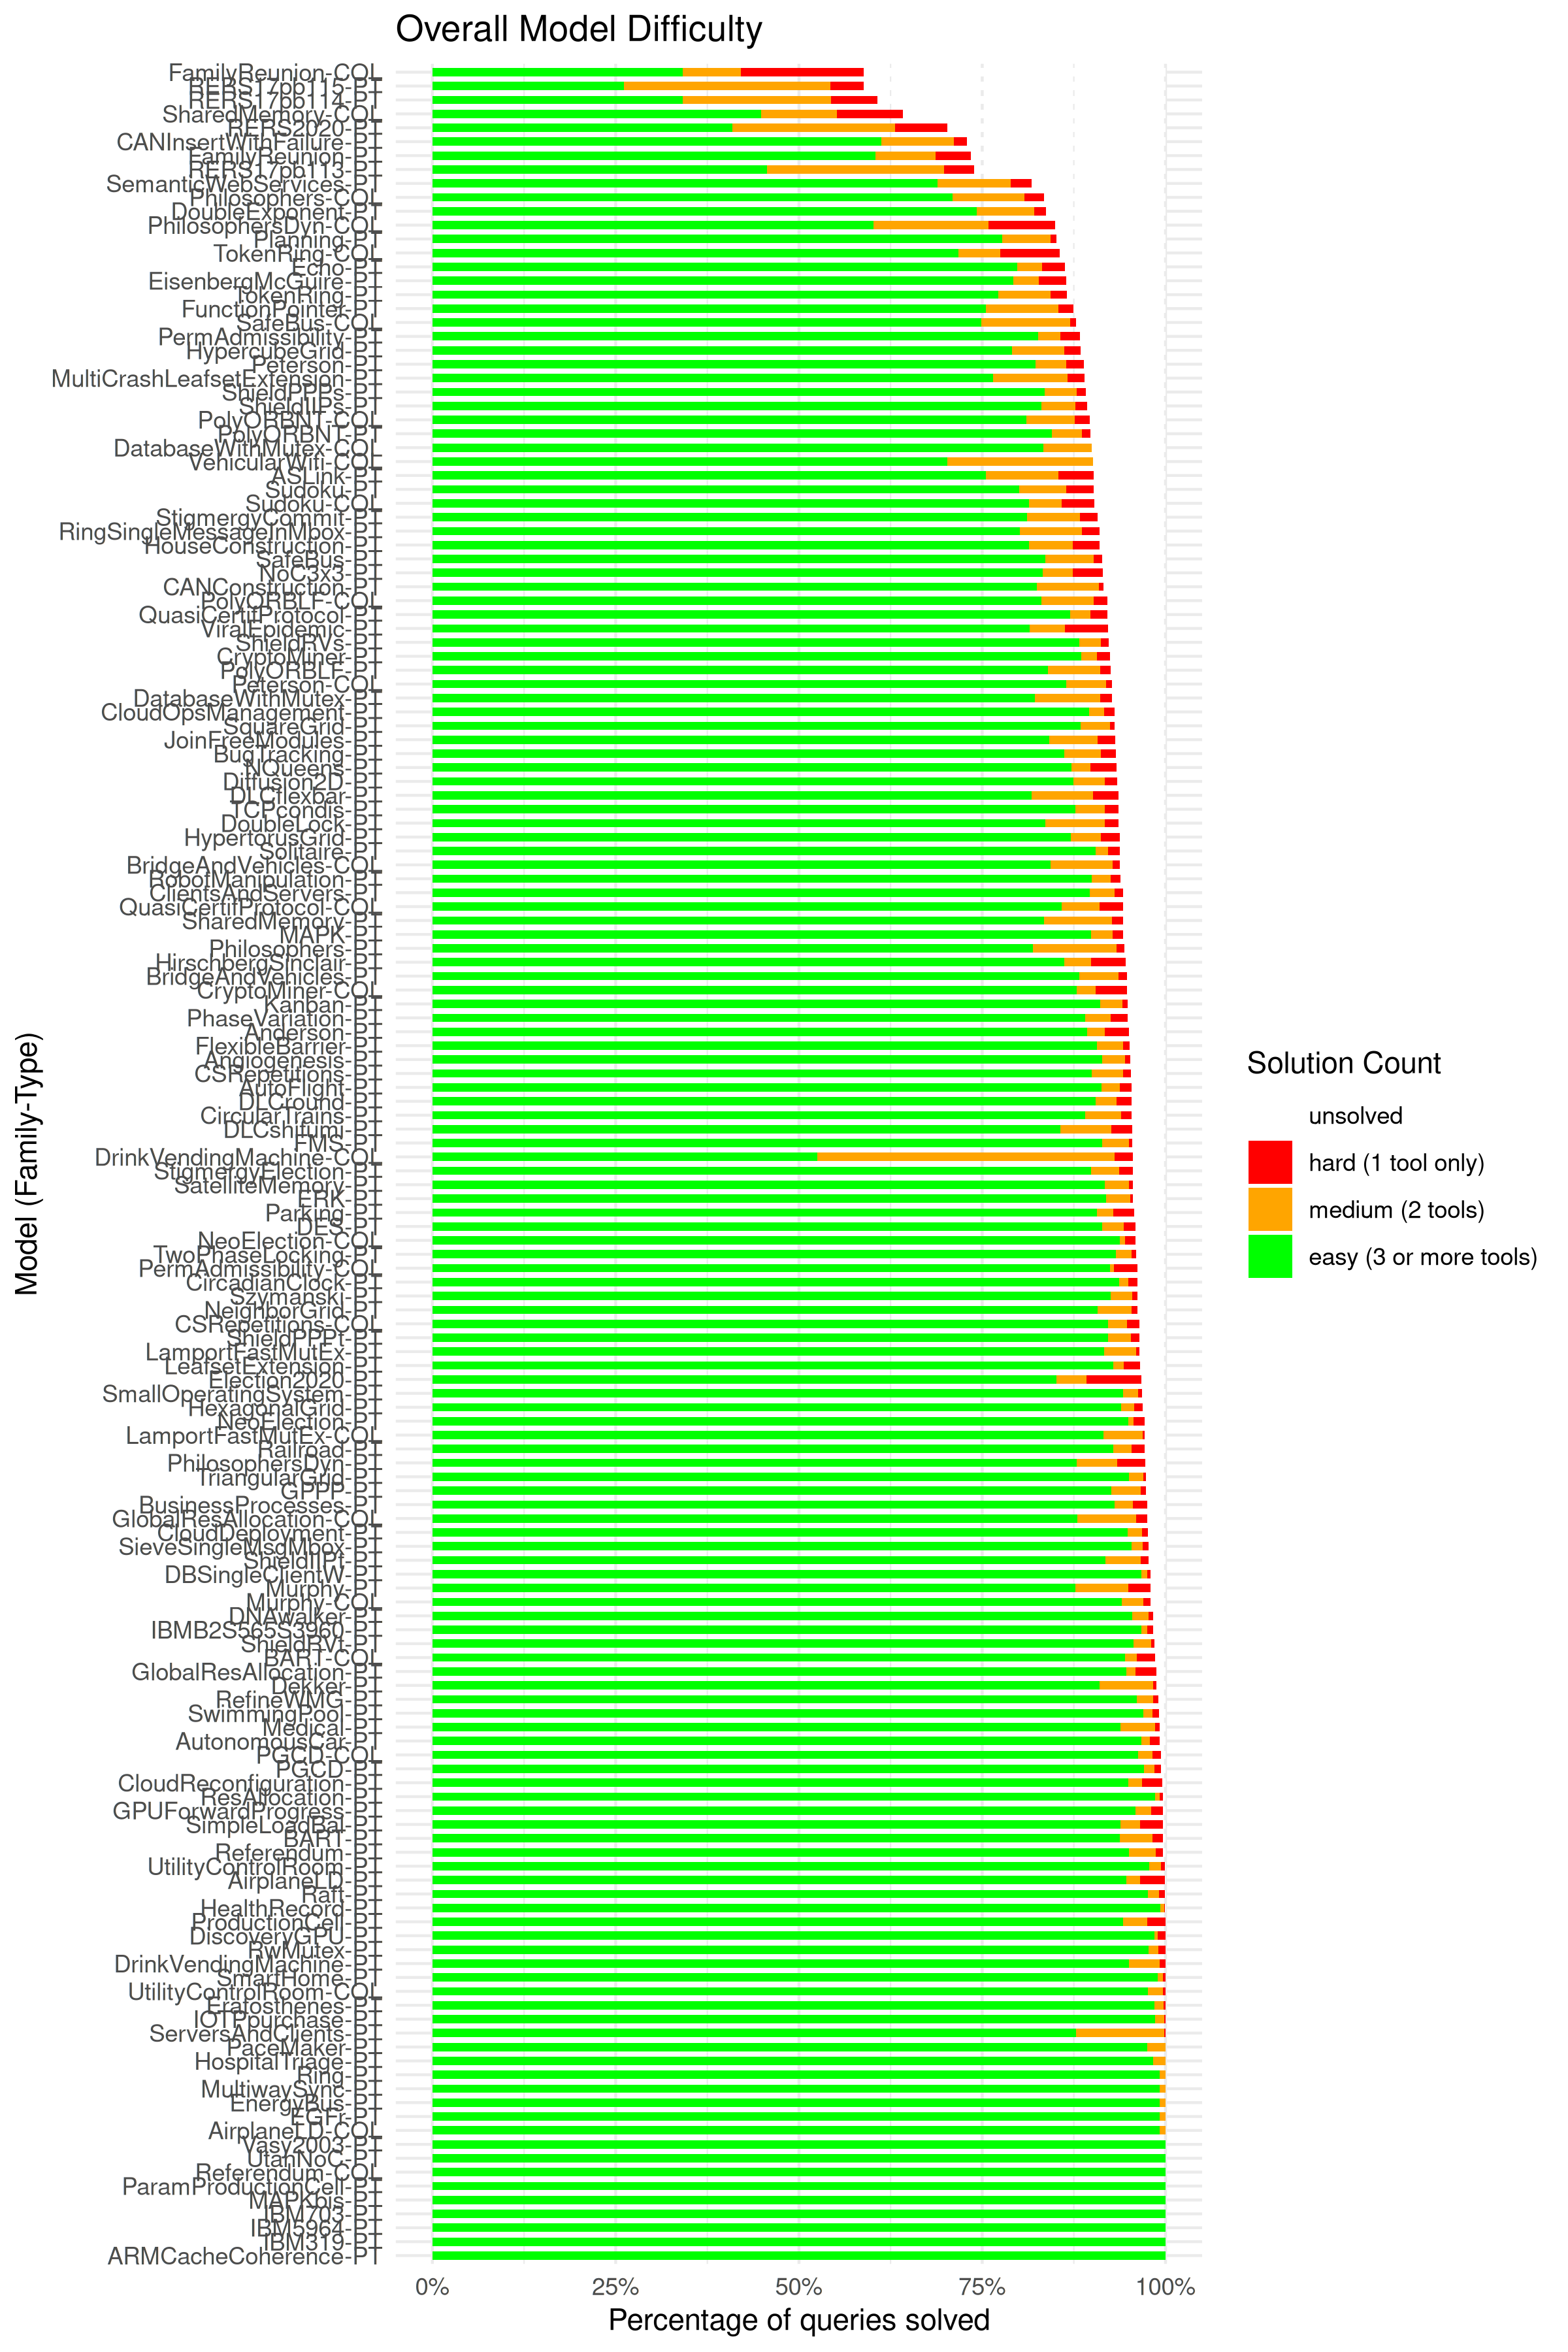 Overall Model Difficulty
FamilyReunion-COL
RERS17pb115-PT
RERS17pb114-PT
SharedMemory-COL
RERS2020-PT
CANInsertWithFailure-PT
FamilyReunion-PT
RERS17pb113-PT
SemanticWebServices-PT
Philosophers-COL
DoubleExponent-PT
PhilosophersDyn-COL
Planning-PT
TokenRing-COL
Echo-PT
EisenbergMcGuire-PT
TokenRing-PT
FunctionPointer-PT
SafeBus-COL
PermAdmissibility-PT
HypercubeGrid-PT
Peterson-PT
MultiCrashLeafsetExtension-PT
ShieldPPPs-PT
ShieldIIPs-PT
PolyORBNT-COL
PolyORBNT-PT
DatabaseWithMutex-COL
VehicularWifi-COL
ASLink-PT
Sudoku-PT
Sudoku-COL
StigmergyCommit-PT
RingSingleMessageInMbox-PT
HouseConstruction-PT
SafeBus-PT
NoC3x3-PT
CANConstruction-PT
PolyORBLF-COL
QuasiCertifProtocol-PT
ViralEpidemic-PT
ShieldRVs-PT
CryptoMiner-PT
PolyORBLF-PT
Peterson-COL
DatabaseWithMutex-PT
CloudOpsManagement-PT
SquareGrid-PT
JoinFreeModules-PT
BugTracking-PT
NQueens-PT
Diffusion2D-PT
DLCflexbar-PT
TCPcondis-PT
DoubleLock-PT
HypertorusGrid-PT
Solitaire-PT
BridgeAndVehicles-COL
RobotManipulation-PT
ClientsAndServers-PT
QuasiCertifProtocol-COL
SharedMemory-PT
MAPK-PT
Philosophers-PT
HirschbergSinclair-PT
BridgeAndVehicles-PT
CryptoMiner-COL
Kanban-PT
PhaseVariation-PT
Anderson-PT
FlexibleBarrier-PT
Angiogenesis-PT
CSRepetitions-PT
AutoFlight-PT
DLCround-PT
CircularTrains-PT
DLCshifumi-PT
FMS-PT
DrinkVendingMachine-COL
StigmergyElection-PT
SatelliteMemory-PT
ERK-PT
Parking-PT
DES-PT
NeoElection-COL
TwoPhaseLocking-PT
PermAdmissibility-COL
CircadianClock-PT
Szymanski-PT
NeighborGrid-PT
CSRepetitions-COL
ShieldPPPt-PT
LamportFastMutEx-PT
LeafsetExtension-PT
Election2020-PT
SmallOperatingSystem-PT
HexagonalGrid-PT
NeoElection-PT
LamportFastMutEx-COL
Railroad-PT
PhilosophersDyn-PT
TriangularGrid-PT
GPPP-PT
BusinessProcesses-PT
GlobalResAllocation-COL
CloudDeployment-PT
SieveSingleMsgMbox-PT
ShieldIIPt-PT
DBSingleClientW-PT
Murphy-PT
Murphy-COL
DNAwalker-PT
IBMB2S565S3960-PT
ShieldRVt-PT
BART-COL
GlobalResAllocation-PT
Dekker-PT
RefineWMG-PT
SwimmingPool-PT
Medical-PT
AutonomousCar-PT
PGCD-COL
PGCD-PT
CloudReconfiguration-PT
ResAllocation-PT
GPUForwardProgress-PT
SimpleLoadBal-PT
BART-PT
Referendum-PT
UtilityControlRoom-PT
AirplaneLD-PT
Raft-PT
HealthRecord-PT
ProductionCell-PT
DiscoveryGPU-PT
RwMutex-PT
DrinkVendingMachine-PT
SmartHome-PT
UtilityControlRoom-COL
Eratosthenes-PT
IOTPpurchase-PT
ServersAndClients-PT
PaceMaker-PT
HospitalTriage-PT
Ring-PT
MultiwaySync-PT
EnergyBus-PT
EGFr-PT
AirplaneLD-COL
Vasy2003-PT
UtahNoC-PT
Referendum-COL
ParamProductionCell-PT
MAPKbis-PT
IBM703-PT
IBM5964-PT
IBM319-PT
ARMCacheCoherence-PT
Model (Family-Type)
0% 25% 50% 75% 100%
Percentage of queries solved
Solution Count
unsolved
hard (1 tool only)
medium (2 tools)
easy (3 or more tools)